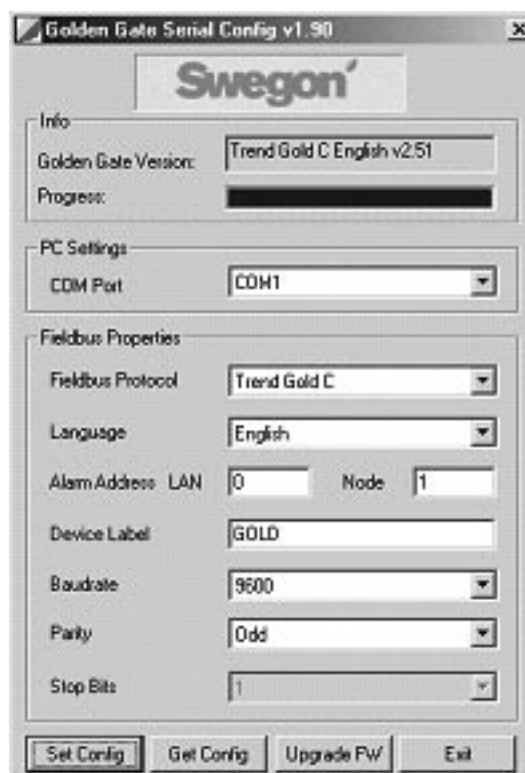 Golden Gate Serial Config v1.90
Swegon
Info
Golden Gate Version: Trend Gold C English v2.51
Progress:
PC Settings
COM Port COM1
Fieldbus Properties
Fieldbus Protocol Trend Gold C
Language English
Alarm Address LAN 0 Node 1
Device Label GOLD
Baudrate 9600
Parity Odd
Stop Bits 1
Set Config Get Config Upgrade FW Exit